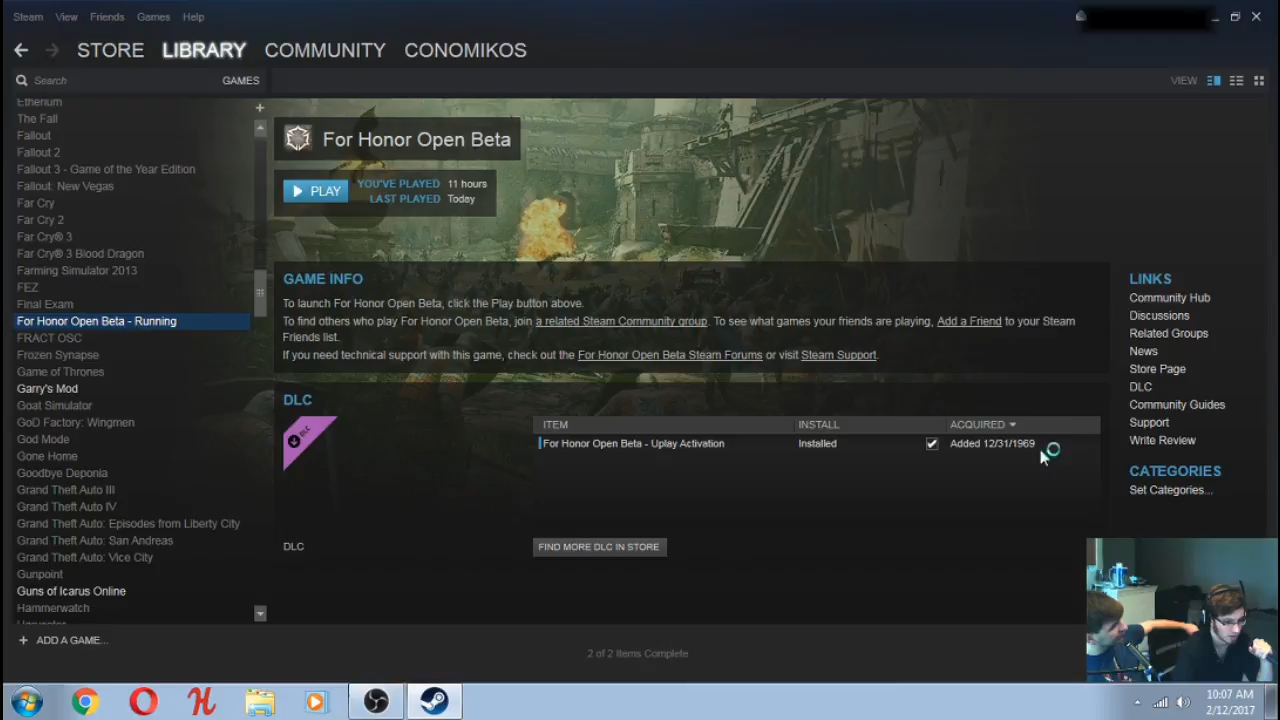 Steam View Friends Games Help
STORE LIBRARY COMMUNITY CONOMIKOS
Search GAMES VIEW
Etherium
The Fall
Fallout
Fallout 2
Fallout 3 - Game of the Year Edition
Fallout: New Vegas
Far Cry
Far Cry 2
Far Cry® 3
Far Cry® 3 Blood Dragon
Farming Simulator 2013
FEZ
Final Exam
For Honor Open Beta - Running
FRACT OSC
Frozen Synapse
Game of Thrones
Garry's Mod
Goat Simulator
GoD Factory: Wingmen
God Mode
Gone Home
Goodbye Deponia
Grand Theft Auto III
Grand Theft Auto IV
Grand Theft Auto: Episodes from Liberty City
Grand Theft Auto: San Andreas
Grand Theft Auto: Vice City
Gunpoint
Guns of Icarus Online
Hammerwatch
+ ADD A GAME...
For Honor Open Beta
PLAY
YOU'VE PLAYED 11 hours
LAST PLAYED Today
GAME INFO
To launch For Honor Open Beta, click the Play button above.
To find others who play For Honor Open Beta, join a related Steam Community group. To see what games your friends are playing, Add a Friend to your Steam
Friends list.
If you need technical support with this game, check out the For Honor Open Beta Steam Forums or visit Steam Support.
DLC
DLC
ITEM INSTALL ACQUIRED
For Honor Open Beta - Uplay Activation Installed Added 12/31/1969
DLC FIND MORE DLC IN STORE
LINKS
Community Hub
Discussions
Related Groups
News
Store Page
DLC
Community Guides
Support
Write Review
CATEGORIES
Set Categories...
2 of 2 Items Complete
10:07 AM
2/12/2017